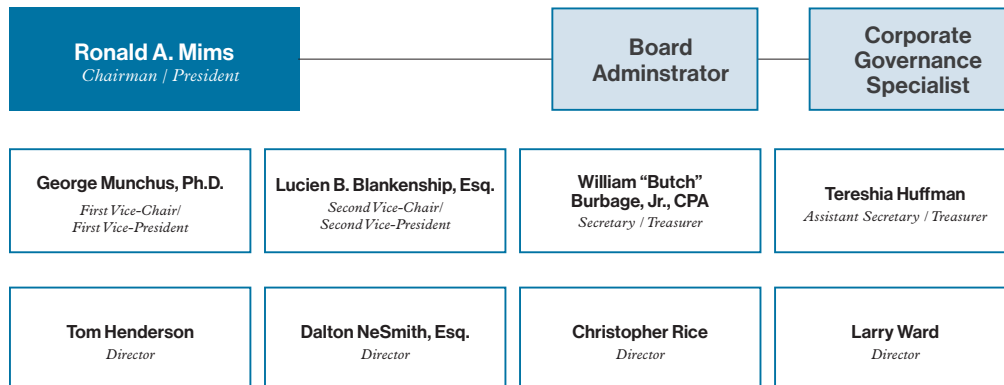 Ronald A. Mims
Chairman / President
Board
Adminstrator
Corporate
Governance
Specialist
George Munchus, Ph.D.
First Vice-Chair/
First Vice-President
Lucien B. Blankenship, Esq.
Second Vice-Chair/
Second Vice-President
William “Butch”
Burbage, Jr., CPA
Secretary / Treasurer
Tereshia Huffman
Assistant Secretary / Treasurer
Tom Henderson
Director
Dalton NeSmith, Esq.
Director
Christopher Rice
Director
Larry Ward
Director